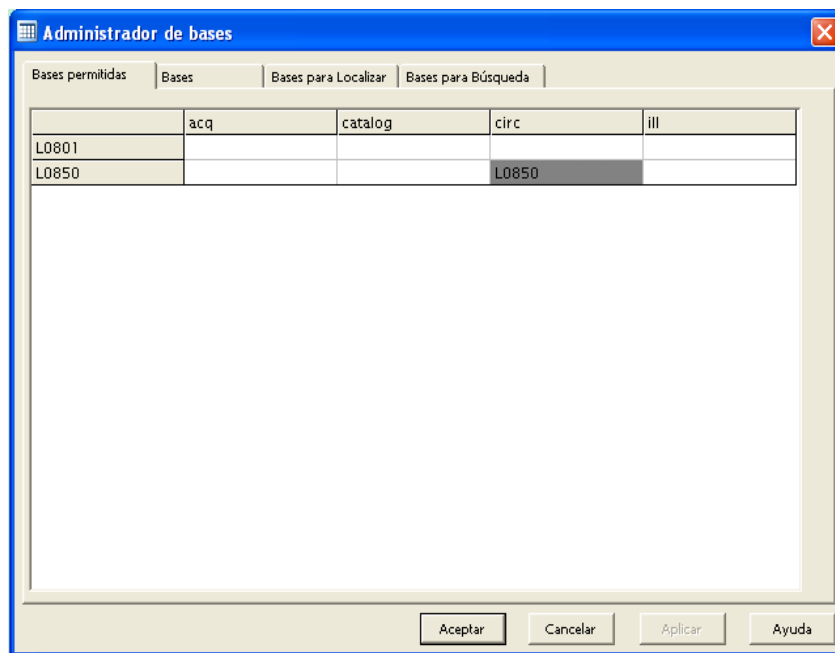 Administrador de bases
Bases permitidas Bases Bases para Localizar Bases para Búsqueda
acq catalog circ ill
L0801
L0850 L0850
Aceptar Cancelar Aplicar Ayuda